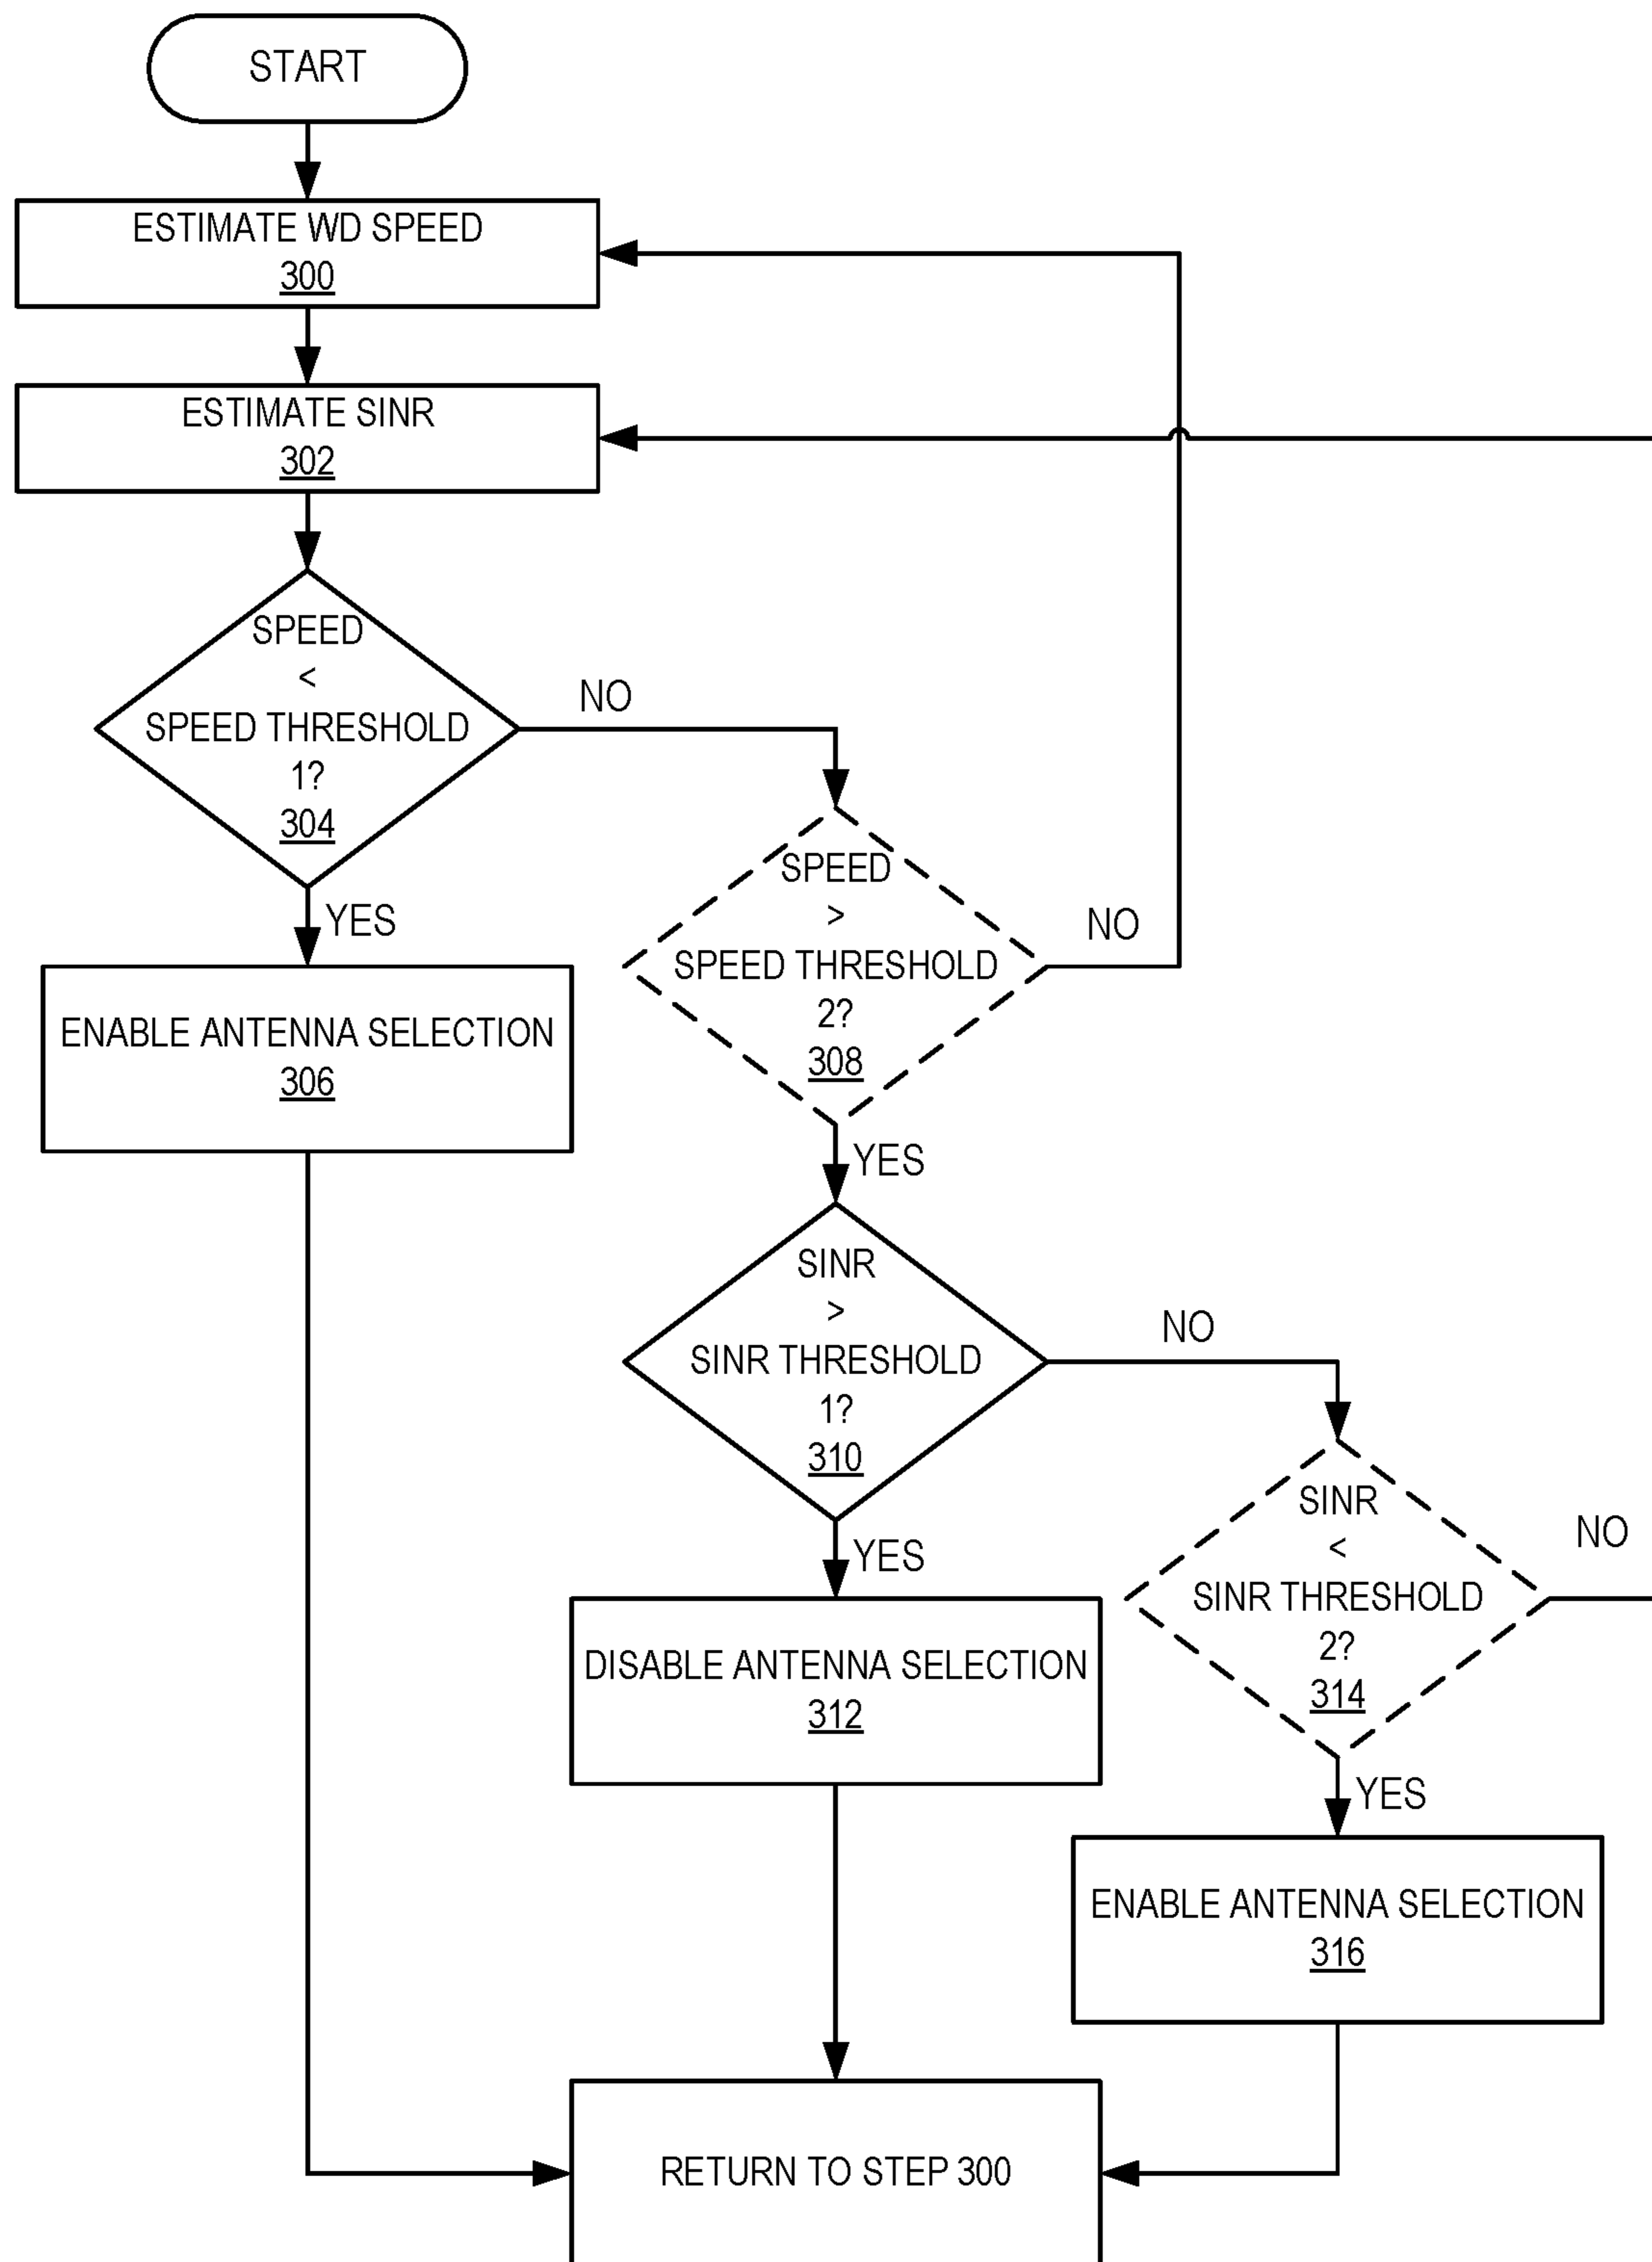 START
ESTIMATE WD SPEED
300
ESTIMATE SINR
302
SPEED
<
SPEED THRESHOLD
1?
304
NO
YES
ENABLE ANTENNA SELECTION
306
SPEED
>
SPEED THRESHOLD
2?
308
NO
YES
SINR
>
SINR THRESHOLD
1?
310
NO
YES
DISABLE ANTENNA SELECTION
312
SINR
<
SINR THRESHOLD
2?
314
NO
YES
ENABLE ANTENNA SELECTION
316
RETURN TO STEP 300